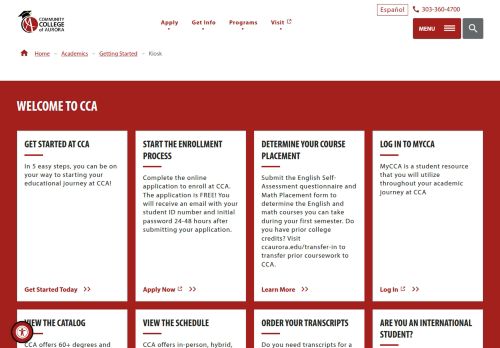 COMMUNITY
COLLEGE
of AURORA
Apply
Get Info
Programs
Visit
Español
303-360-4700
MENU
Home – Academics – Getting Started – Kiosk
WELCOME TO CCA
GET STARTED AT CCA
In 5 easy steps, you can be on
your way to starting your
educational journey at CCA!
Get Started Today
START THE ENROLLMENT
PROCESS
Complete the online
application to enroll at CCA.
The application is FREE! You
will receive an email with your
student ID number and initial
password 24-48 hours after
submitting your application.
Apply Now
DETERMINE YOUR COURSE
PLACEMENT
Submit the English Self-
Assessment questionnaire and
Math Placement form to
determine the English and
math courses you can take
during your first semester. Do
you have prior college
credits? Visit
ccaurora.edu/transfer-in to
transfer prior coursework to
CCA.
Learn More
LOG IN TO MYCCA
MyCCA is a student resource
that you will utilize
throughout your academic
journey at CCA
Log In
VIEW THE CATALOG
CCA offers 60+ degrees and
VIEW THE SCHEDULE
CCA offers in-person, hybrid,
ORDER YOUR TRANSCRIPTS
Do you need transcripts for a
ARE YOU AN INTERNATIONAL
STUDENT?